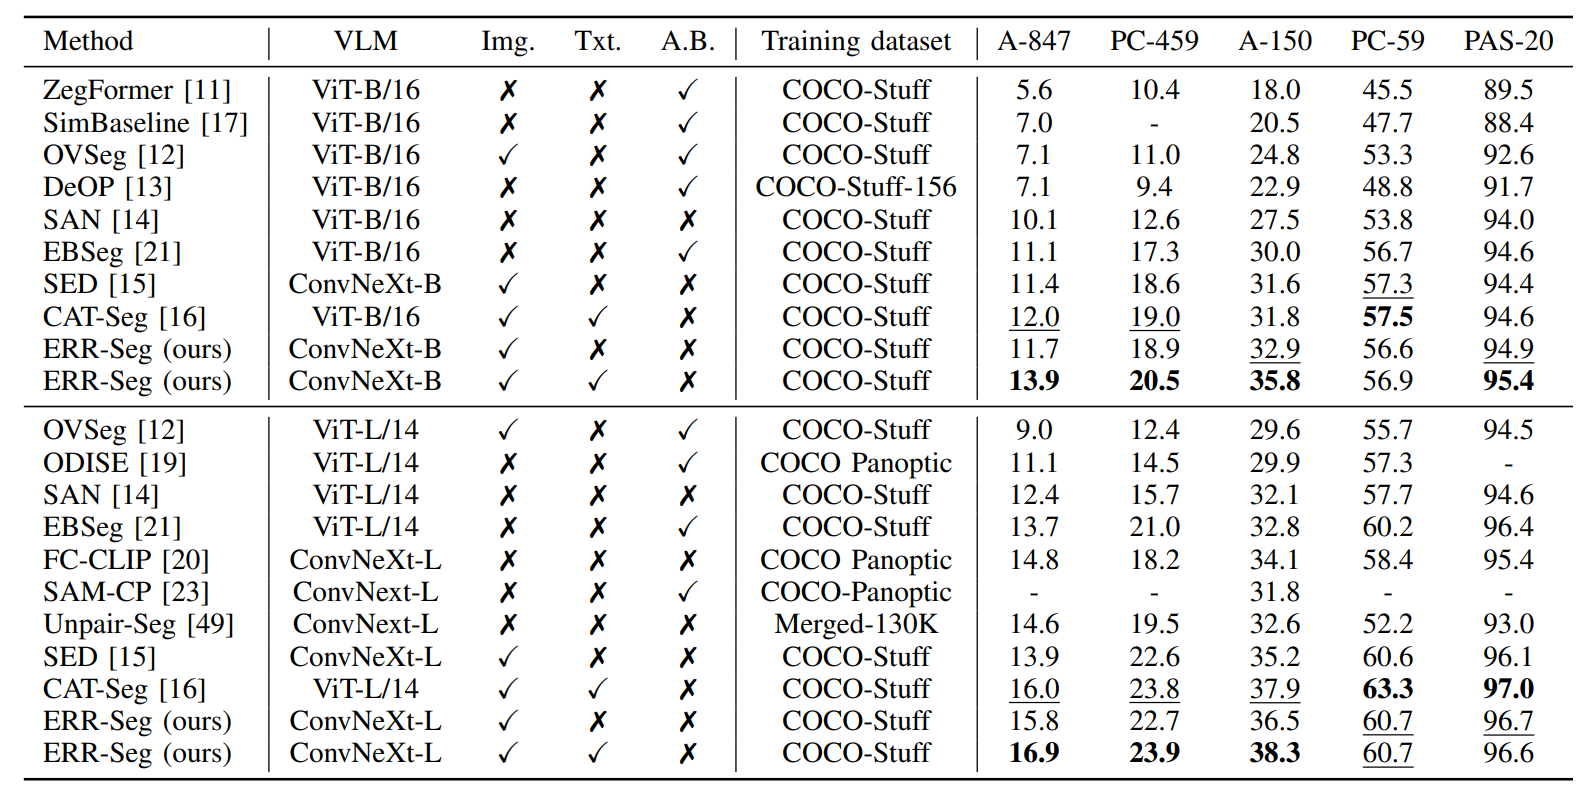 Method VLM Img. Txt. A.B. Training dataset A-847 PC-459 A-150 PC-59 PAS-20
ZegFormer [11] ViT-B/16 ✗ ✗ ✓ COCO-Stuff 5.6 10.4 18.0 45.5 89.5
SimBaseline [17] ViT-B/16 ✗ ✗ ✓ COCO-Stuff 7.0 - 20.5 47.7 88.4
OVSeg [12] ViT-B/16 ✓ ✗ ✓ COCO-Stuff 7.1 11.0 24.8 53.3 92.6
DeOP [13] ViT-B/16 ✗ ✗ ✓ COCO-Stuff-156 7.1 9.4 22.9 48.8 91.7
SAN [14] ViT-B/16 ✗ ✗ ✗ COCO-Stuff 10.1 12.6 27.5 53.8 94.0
EBSeg [21] ViT-B/16 ✗ ✗ ✓ COCO-Stuff 11.1 17.3 30.0 56.7 94.6
SED [15] ConvNeXt-B ✓ ✗ ✗ COCO-Stuff 11.4 18.6 31.6 57.3 94.4
CAT-Seg [16] ViT-B/16 ✓ ✓ ✗ COCO-Stuff 12.0 19.0 31.8 57.5 94.6
ERR-Seg (ours) ConvNeXt-B ✓ ✗ ✗ COCO-Stuff 11.7 18.9 32.9 56.6 94.9
ERR-Seg (ours) ConvNeXt-B ✓ ✓ ✗ COCO-Stuff 13.9 20.5 35.8 56.9 95.4
OVSeg [12] ViT-L/14 ✓ ✗ ✓ COCO-Stuff 9.0 12.4 29.6 55.7 94.5
ODISE [19] ViT-L/14 ✗ ✗ ✓ COCO Panoptic 11.1 14.5 29.9 57.3 -
SAN [14] ViT-L/14 ✗ ✗ ✗ COCO-Stuff 12.4 15.7 32.1 57.7 94.6
EBSeg [21] ViT-L/14 ✗ ✗ ✓ COCO-Stuff 13.7 21.0 32.8 60.2 96.4
FC-CLIP [20] ConvNeXt-L ✗ ✗ ✗ COCO Panoptic 14.8 18.2 34.1 58.4 95.4
SAM-CP [23] ConvNext-L ✗ ✗ ✓ COCO-Panoptic - - 31.8 - -
Unpair-Seg [49] ConvNext-L ✗ ✗ ✗ Merged-130K 14.6 19.5 32.6 52.2 93.0
SED [15] ConvNeXt-L ✓ ✗ ✗ COCO-Stuff 13.9 22.6 35.2 60.6 96.1
CAT-Seg [16] ViT-L/14 ✓ ✓ ✗ COCO-Stuff 16.0 23.8 37.9 63.3 97.0
ERR-Seg (ours) ConvNeXt-L ✓ ✗ ✗ COCO-Stuff 15.8 22.7 36.5 60.7 96.7
ERR-Seg (ours) ConvNeXt-L ✓ ✓ ✗ COCO-Stuff 16.9 23.9 38.3 60.7 96.6